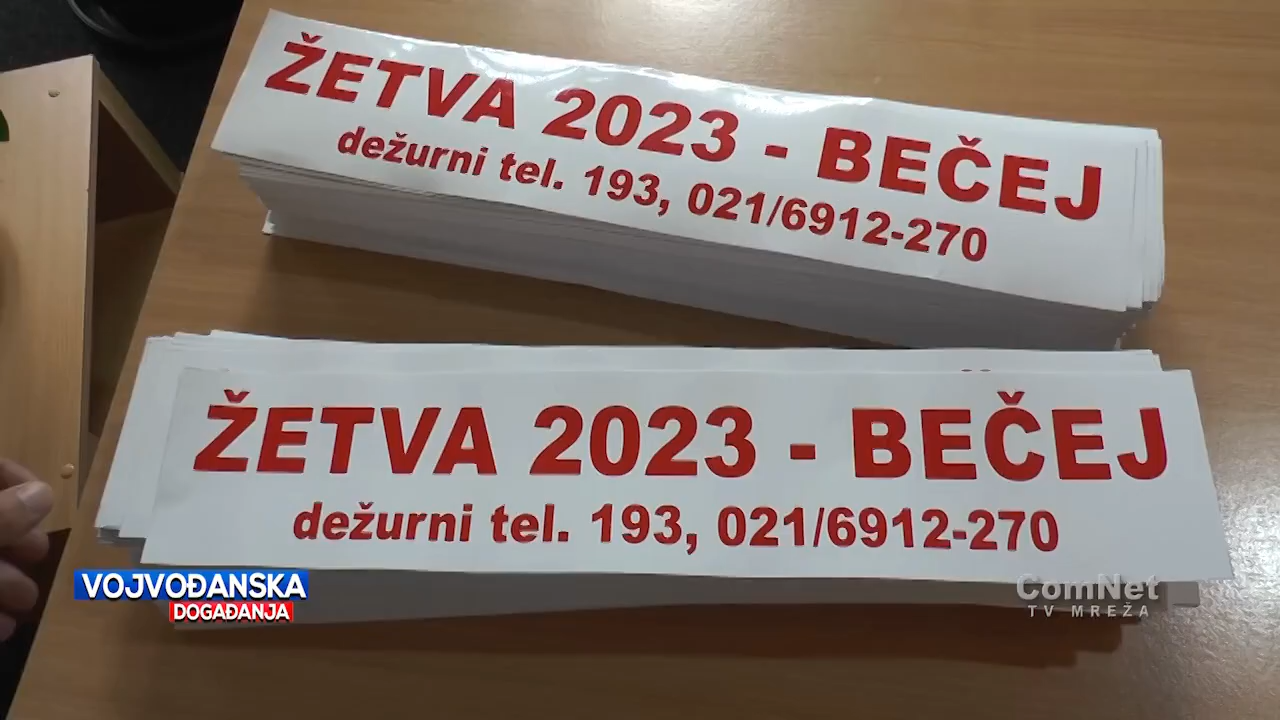 ŽETVA 2023 - BEČEJ
dežurni tel. 193, 021/6912-270
ŽETVA 2023 - BEČEJ
dežurni tel. 193, 021/6912-270
VOJVOĐANSKA
DOGAĐANJA
ComNet
TV MREŽA